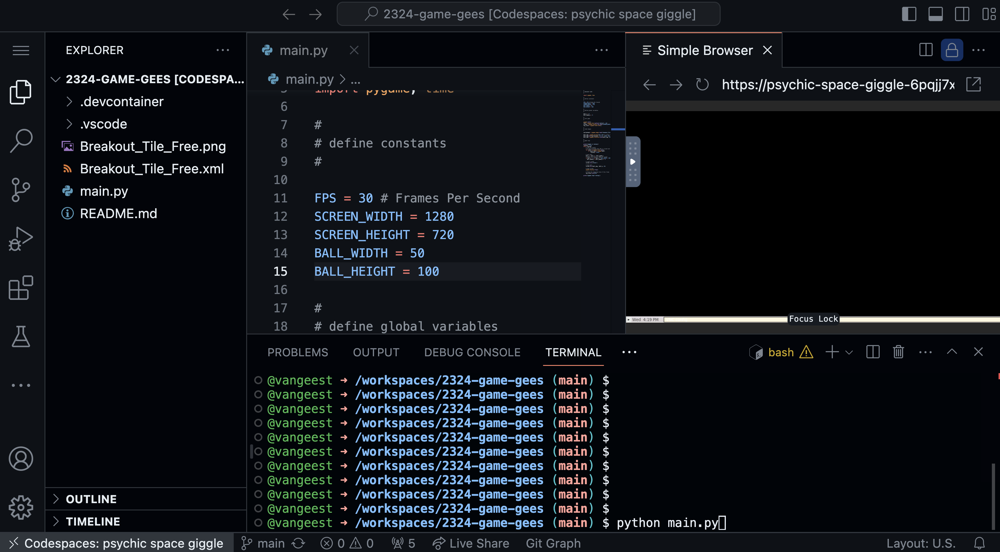 2324-game-gees [Codespaces: psychic space giggle]
EXPLORER
2324-GAME-GEES [CODESPA...
.devcontainer
.vscode
Breakout_Tile_Free.png
Breakout_Tile_Free.xml
main.py
README.md
OUTLINE
TIMELINE
main.py
main.py > ...
5 import pygame, time
6
7 #
8 # define constants
9 #
10
11 FPS = 30 # Frames Per Second
12 SCREEN_WIDTH = 1280
13 SCREEN_HEIGHT = 720
14 BALL_WIDTH = 50
15 BALL_HEIGHT = 100
16
17 #
18 # define global variables
Simple Browser
https://psychic-space-giggle-6pqjj7x
Wed 4:19 PM
Focus Lock
PROBLEMS OUTPUT DEBUG CONSOLE TERMINAL ...
bash
@vangeest → /workspaces/2324-game-gees (main) $
@vangeest → /workspaces/2324-game-gees (main) $
@vangeest → /workspaces/2324-game-gees (main) $
@vangeest → /workspaces/2324-game-gees (main) $
@vangeest → /workspaces/2324-game-gees (main) $
@vangeest → /workspaces/2324-game-gees (main) $
@vangeest → /workspaces/2324-game-gees (main) $
@vangeest → /workspaces/2324-game-gees (main) $
@vangeest → /workspaces/2324-game-gees (main) $
@vangeest → /workspaces/2324-game-gees (main) $
@vangeest → /workspaces/2324-game-gees (main) $ python main.py
Codespaces: psychic space giggle main 0 0 5 Live Share Git Graph Layout: U.S.